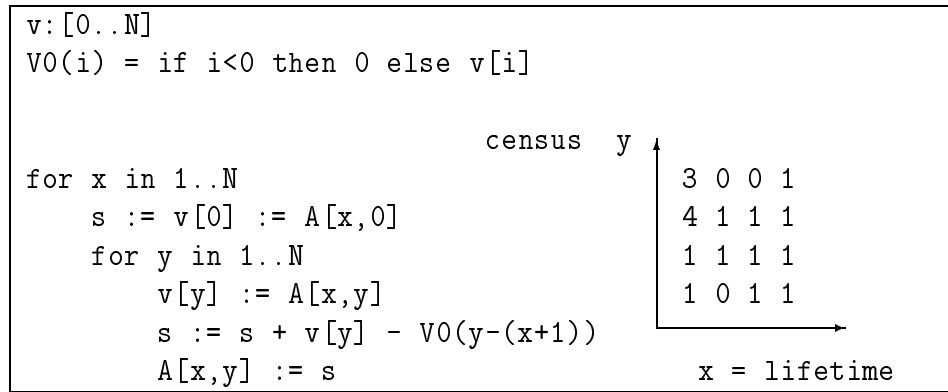 v:[0..N]
V0(i) = if i<0 then 0 else v[i]
census y
for x in 1..N 3 0 0 1
s := v[0] := A[x,0] 4 1 1 1
for y in 1..N 1 1 1 1
v[y] := A[x,y] 1 0 1 1
s := s + v[y] - V0(y-(x+1))
A[x,y] := s x = lifetime